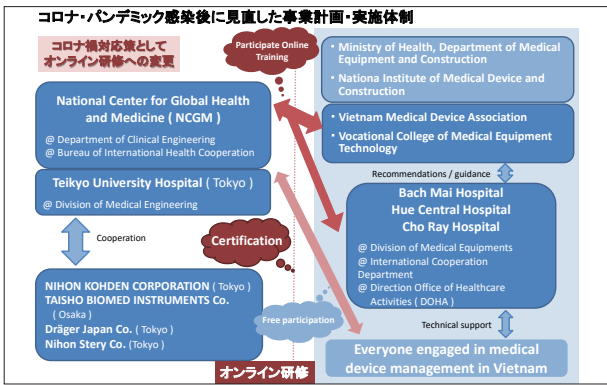 コロナ・パンデミック感染後に見直した事業計画・実施体制
コロナ禍対応策として
オンライン研修への変更
Participate Online
Training
・Ministry of Health, Department of Medical
Equipment and Construction
・Nationa Institute of Medical Device and
Construction
National Center for Global Health
and Medicine ( NCGM )
@ Department of Clinical Engineering
@ Bureau of International Health Cooperation
・Vietnam Medical Device Association
・Vocational College of Medical Equipment
Technology
Teikyo University Hospital ( Tokyo )
@ Division of Medical Engineering
Recommendations / guidance
Bach Mai Hospital
Hue Central Hospital
Cho Ray Hospital
@ Division of Medical Equipments
@ International Cooperation
Department
@ Direction Office of Healthcare
Activities ( DOHA )
Cooperation
Certification
NIHON KOHDEN CORPORATION ( Tokyo )
TAISHO BIOMED INSTRUMENTS Co.
( Osaka )
Dräger Japan Co. ( Tokyo )
Nihon Stery Co. (Tokyo )
Free participation
Technical support
Everyone engaged in medical
device management in Vietnam
オンライン研修